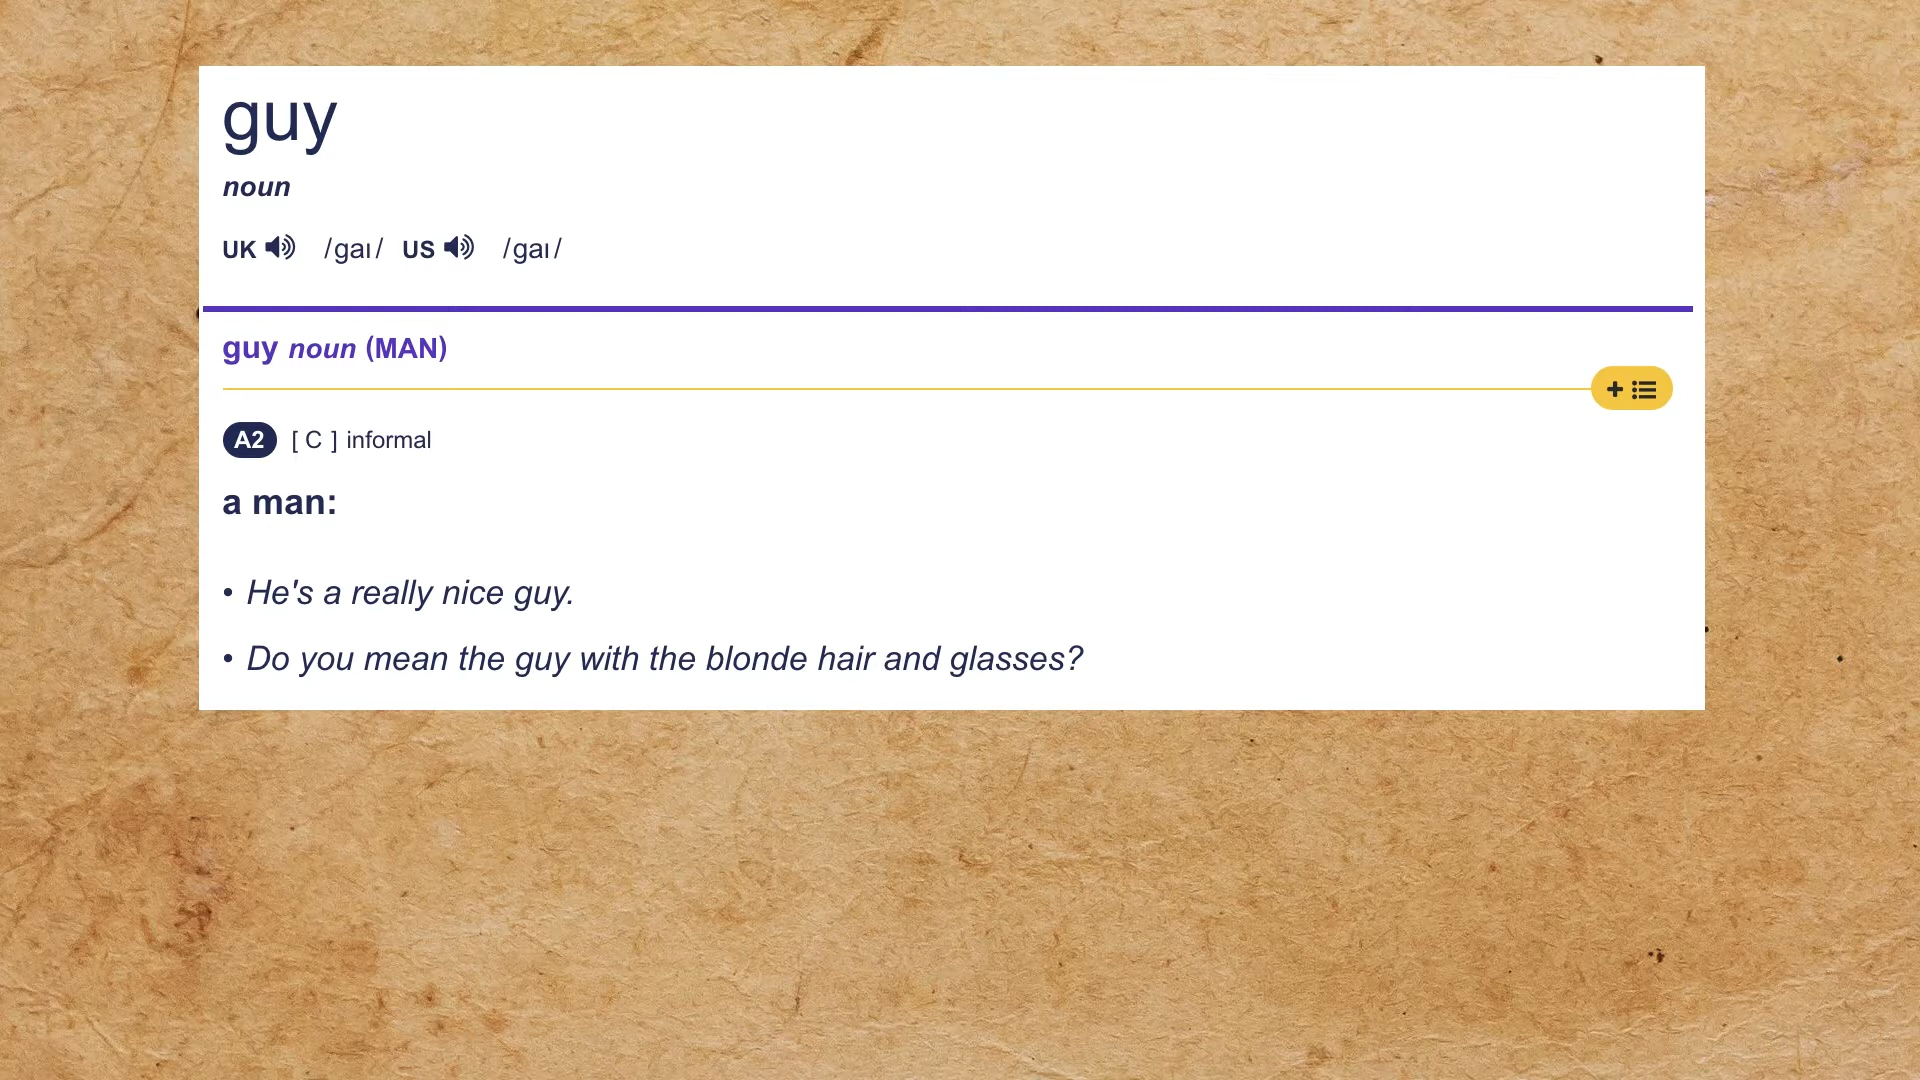 guy
noun
UK /ɡaɪ/ US /ɡaɪ/
guy noun (MAN)
A2 [ C ] informal
a man:
• He's a really nice guy.
• Do you mean the guy with the blonde hair and glasses?